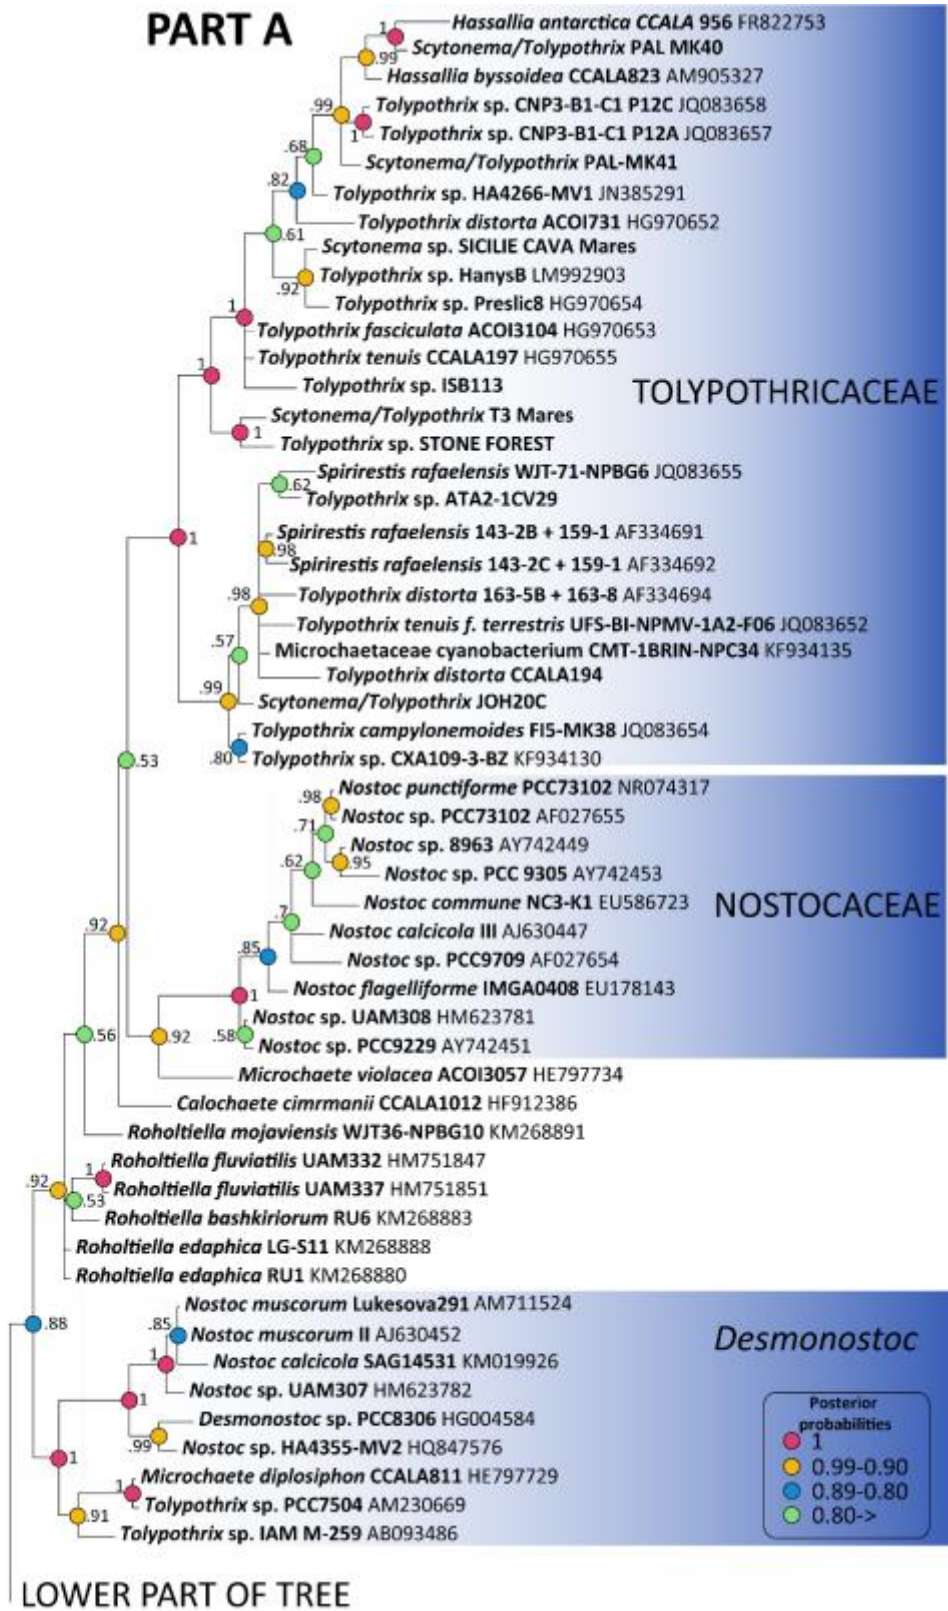 PART A
1
Hassallia antarctica CCALA 956 FR822753
Scytonema/Tolypothrix PAL MK40
.99
Hassallia byssoidea CCALA823 AM905327
.99
Tolypothrix sp. CNP3-B1-C1 P12C JQ083658
1
Tolypothrix sp. CNP3-B1-C1 P12A JQ083657
.68
Scytonema/Tolypothrix PAL-MK41
.82
Tolypothrix sp. HA4266-MV1 JN385291
Tolypothrix distorta ACOI731 HG970652
.61
Scytonema sp. SICILIE CAVA Mares
Tolypothrix sp. HanysB LM992903
.92
Tolypothrix sp. Preslic8 HG970654
1
Tolypothrix fasciculata ACOI3104 HG970653
Tolypothrix tenuis CCALA197 HG970655
1
Tolypothrix sp. ISB113
TOLYPOTHRICACEAE
Scytonema/Tolypothrix T3 Mares
1
Tolypothrix sp. STONE FOREST
Spirirestis rafaelensis WJT-71-NPBG6 JQ083655
.62
Tolypothrix sp. ATA2-1CV29
Spirirestis rafaelensis 143-2B + 159-1 AF334691
1
.98
Spirirestis rafaelensis 143-2C + 159-1 AF334692
.98
Tolypothrix distorta 163-5B + 163-8 AF334694
Tolypothrix tenuis f. terrestris UFS-BI-NPMV-1A2-F06 JQ083652
.57
Microchaetaceae cyanobacterium CMT-1BRIN-NPC34 KF934135
Tolypothrix distorta CCALA194
.99
Scytonema/Tolypothrix JOH20C
Tolypothrix campylonemoides FI5-MK38 JQ083654
.80
Tolypothrix sp. CXA109-3-BZ KF934130
.53
Nostoc punctiforme PCC73102 NR074317
.98
Nostoc sp. PCC73102 AF027655
.71
Nostoc sp. 8963 AY742449
.62
.95
Nostoc sp. PCC 9305 AY742453
Nostoc commune NC3-K1 EU586723
NOSTOCACEAE
.7
.92
Nostoc calcicola III AJ630447
.85
Nostoc sp. PCC9709 AF027654
1
Nostoc flagelliforme IMGA0408 EU178143
Nostoc sp. UAM308 HM623781
.56
.92
.58
Nostoc sp. PCC9229 AY742451
Microchaete violacea ACOI3057 HE797734
Calochaete cimrmanii CCALA1012 HF912386
Roholtiella mojaviensis WJT36-NPBG10 KM268891
Roholtiella fluviatilis UAM332 HM751847
.92
1
Roholtiella fluviatilis UAM337 HM751851
.53
Roholtiella bashkiriorum RU6 KM268883
Roholtiella edaphica LG-S11 KM268888
Roholtiella edaphica RU1 KM268880
Nostoc muscorum Lukesova291 AM711524
.88
.85
Nostoc muscorum II AJ630452
Desmonostoc
1
Nostoc calcicola SAG14531 KM019926
1
Nostoc sp. UAM307 HM623782
Desmonostoc sp. PCC8306 HG004584
.99
Nostoc sp. HA4355-MV2 HQ847576
1
Microchaete diplosiphon CCALA811 HE797729
1
Tolypothrix sp. PCC7504 AM230669
.91
Tolypothrix sp. IAM M-259 AB093486
Posterior
probabilities
1
0.99-0.90
0.89-0.80
0.80->
LOWER PART OF TREE